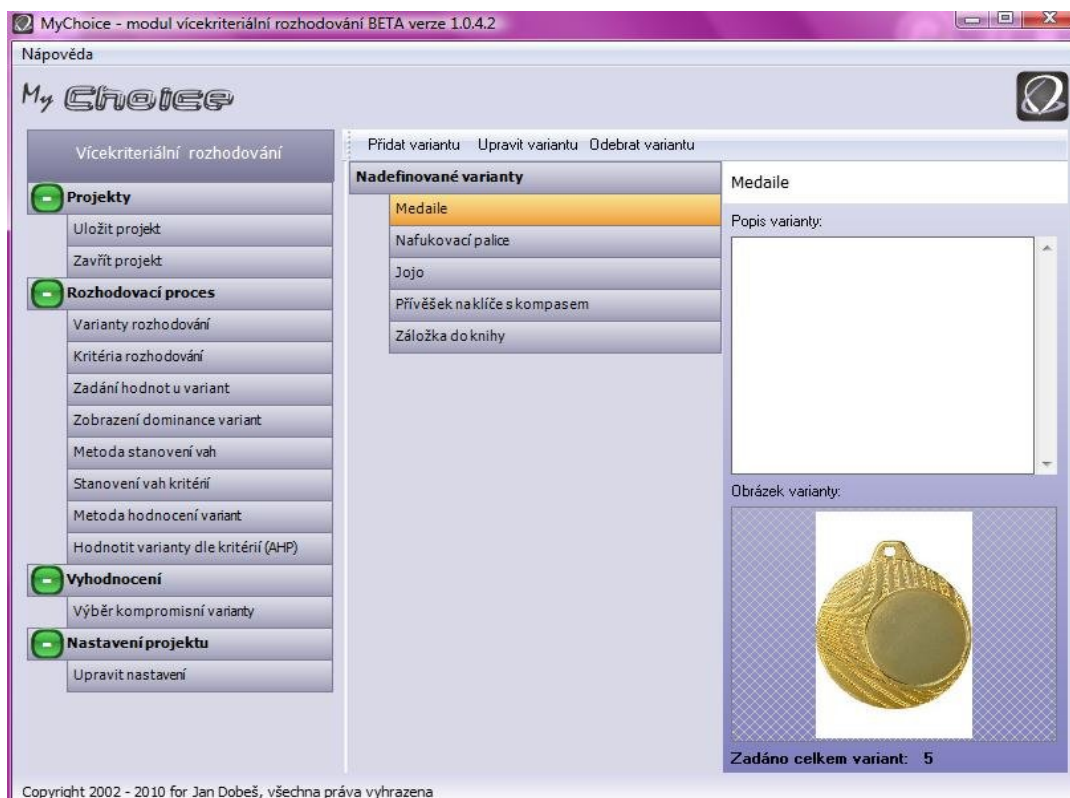 MyChoice - modul vícekriteriální rozhodování BETA verze 1.0.4.2
Nápověda
My Choice
Vícekriteriální rozhodování
Projekty
Uložit projekt
Zavřít projekt
Rozhodovací proces
Varianty rozhodování
Kritéria rozhodování
Zadání hodnot u variant
Zobrazení dominance variant
Metoda stanovení vah
Stanovení vah kritérií
Metoda hodnocení variant
Hodnotit varianty dle kritérií (AHP)
Vyhodnocení
Výběr kompromisní varianty
Nastavení projektu
Upravit nastavení
Přidat variantu Upravit variantu Odebrat variantu
Nadefinované varianty
Medaile
Nafukovací palice
Jojo
Přívěšek na klíče s kompasem
Záložka do knihy
Medaile
Popis varianty:
Obrázek varianty:
Zadáno celkem variant: 5
Copyright 2002 - 2010 for Jan Dobeš, všechna práva vyhrazena